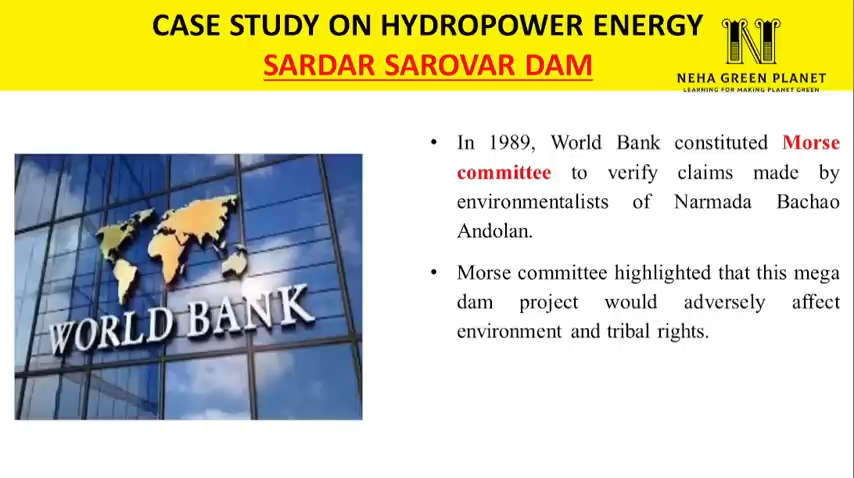 CASE STUDY ON HYDROPOWER ENERGY
SARDAR SAROVAR DAM
N
NEHA GREEN PLANET
LEARNING FOR MAKING PLANET GREEN
WORLD BANK
• In 1989, World Bank constituted Morse
committee to verify claims made by
environmentalists of Narmada Bachao
Andolan.
• Morse committee highlighted that this mega
dam project would adversely affect
environment and tribal rights.